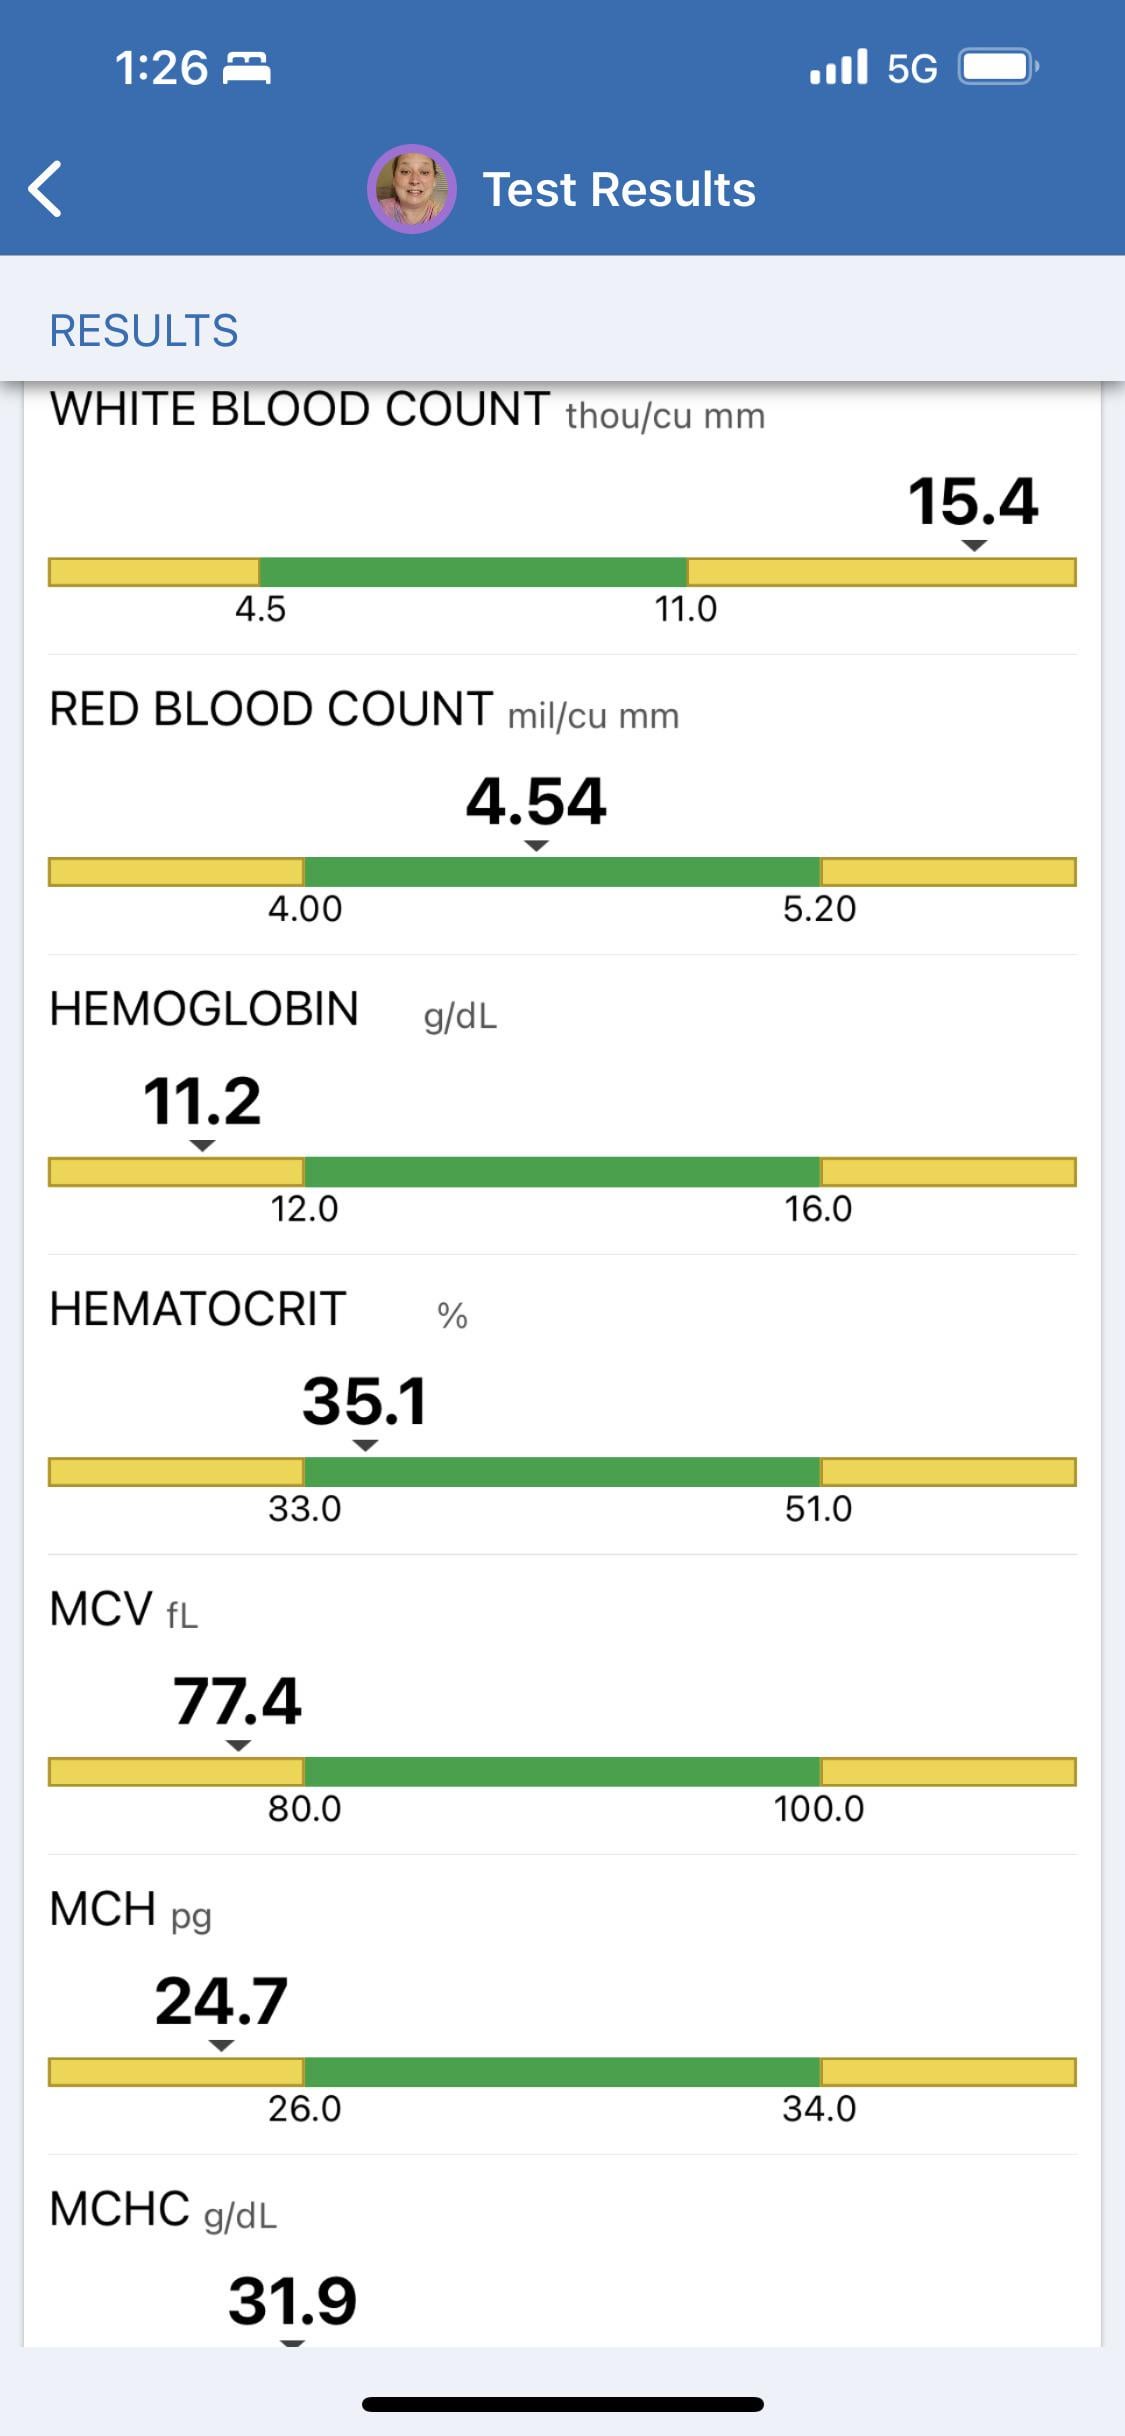 1:26 5G
Test Results
RESULTS
WHITE BLOOD COUNT thou/cu mm
15.4
4.5 11.0
RED BLOOD COUNT mil/cu mm
4.54
4.00 5.20
HEMOGLOBIN g/dL
11.2
12.0 16.0
HEMATOCRIT %
35.1
33.0 51.0
MCV fL
77.4
80.0 100.0
MCH pg
24.7
26.0 34.0
MCHC g/dL
31.9